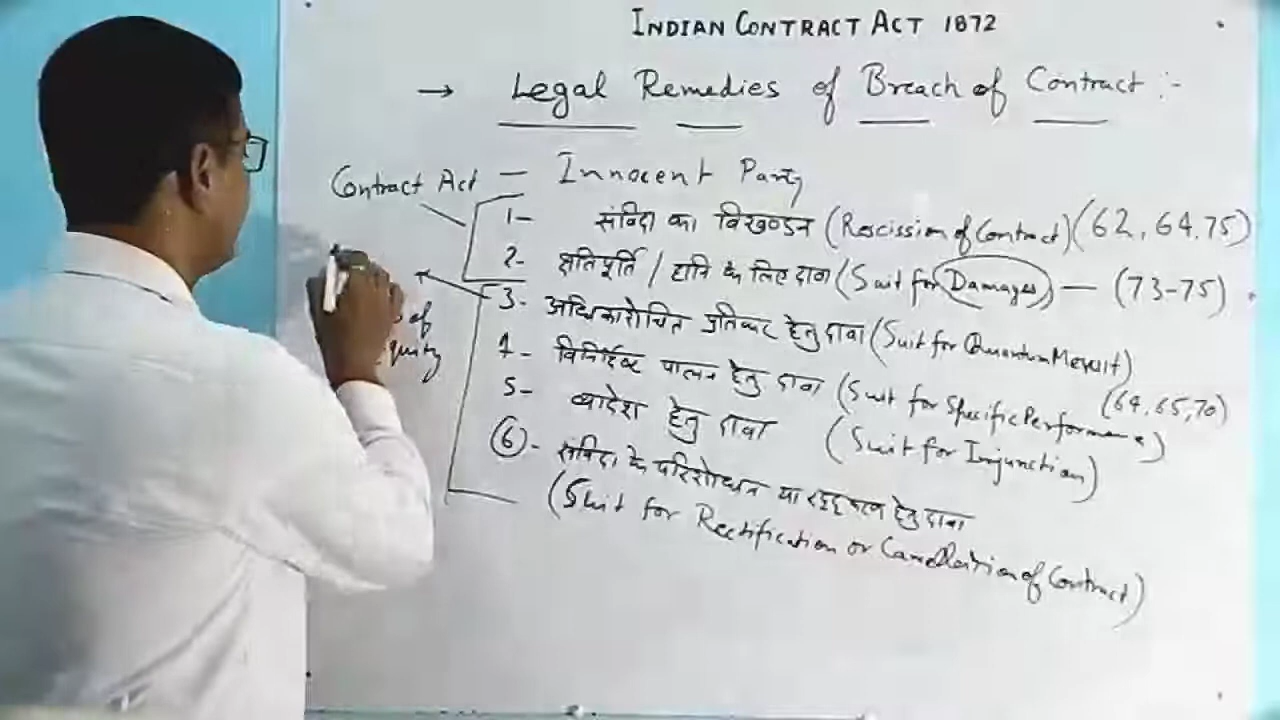 INDIAN CONTRACT ACT 1872
→ Legal Remedies of Breach of Contract :-
Contract Act = Innocent Party
1- संविदा का विखण्डन (Rescission of Contract) (62, 64, 75)
2- क्षतिपूर्ति / हानि के लिए दावा (Suit for Damages) — (73-75)
3- अधिकारोचित प्रतिकर हेतु दावा (Suit for Quantum Meruit)
(64, 65, 70)
4- विनिर्दिष्ट पालन हेतु दावा (Suit for Specific Performance)
5- व्यादेश हेतु दावा (Suit for Injunction)
6- संविदा के परिशोधन या रद्दकरण हेतु दावा
(Suit for Rectification or Cancellation of Contract)
of